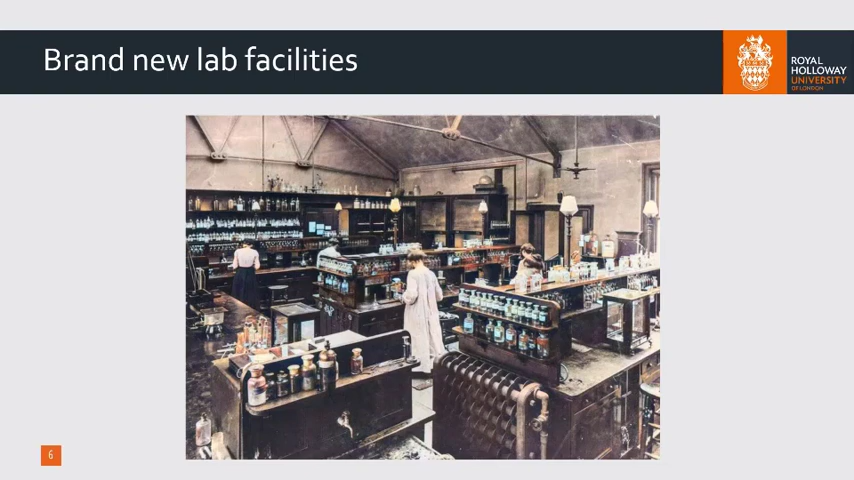 Brand new lab facilities
ROYAL
HOLLOWAY
UNIVERSITY
OF LONDON
6